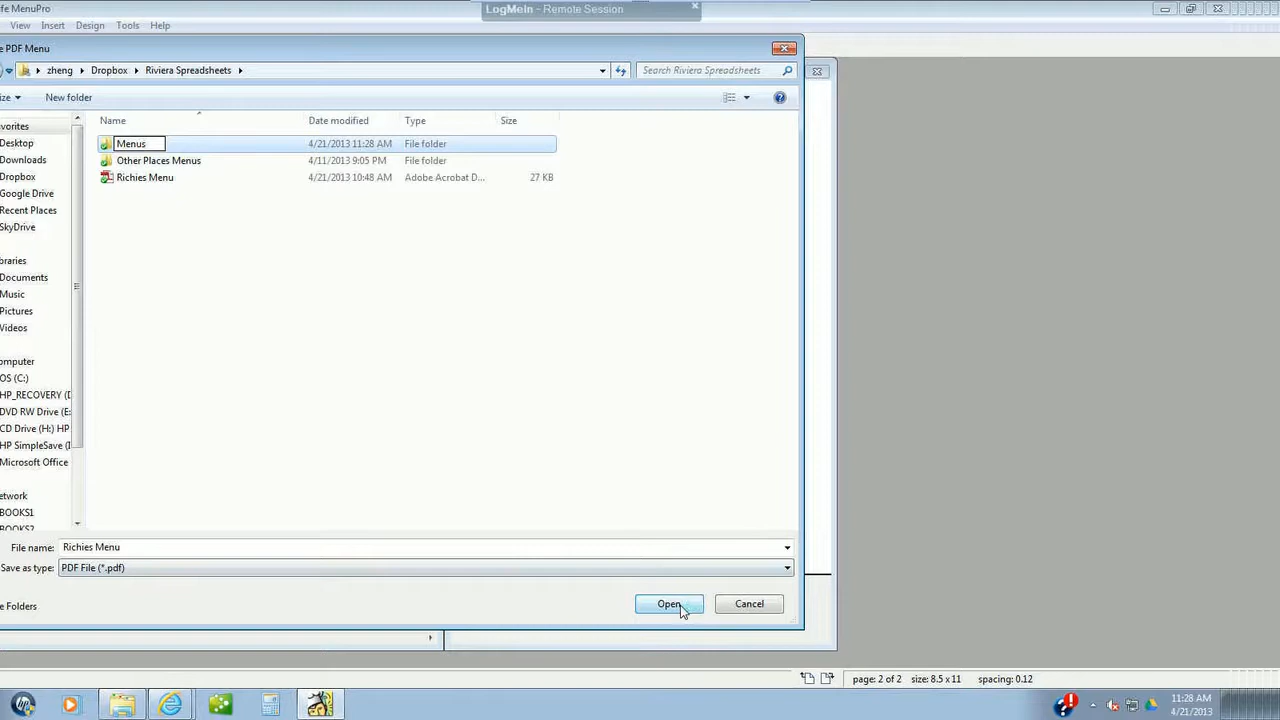 fe MenuPro
LogMeIn - Remote Session
View Insert Design Tools Help
e PDF Menu
zheng Dropbox Riviera Spreadsheets
Search Riviera Spreadsheets
ize New folder
Name Date modified Type Size
Menus 4/21/2013 11:28 AM File folder
Other Places Menus 4/11/2013 9:05 PM File folder
Richies Menu 4/21/2013 10:48 AM Adobe Acrobat D... 27 KB
avorites
Desktop
Downloads
Dropbox
Google Drive
Recent Places
SkyDrive
ibraries
Documents
Music
Pictures
Videos
omputer
OS (C:)
HP_RECOVERY (D
DVD RW Drive (E:
CD Drive (H:) HP
HP SimpleSave (I
Microsoft Office
etwork
BOOKS1
BOOKS2
File name: Richies Menu
Save as type: PDF File (*.pdf)
e Folders
Open
Cancel
page: 2 of 2 size: 8.5 x 11 spacing: 0.12
11:28 AM
4/21/2013